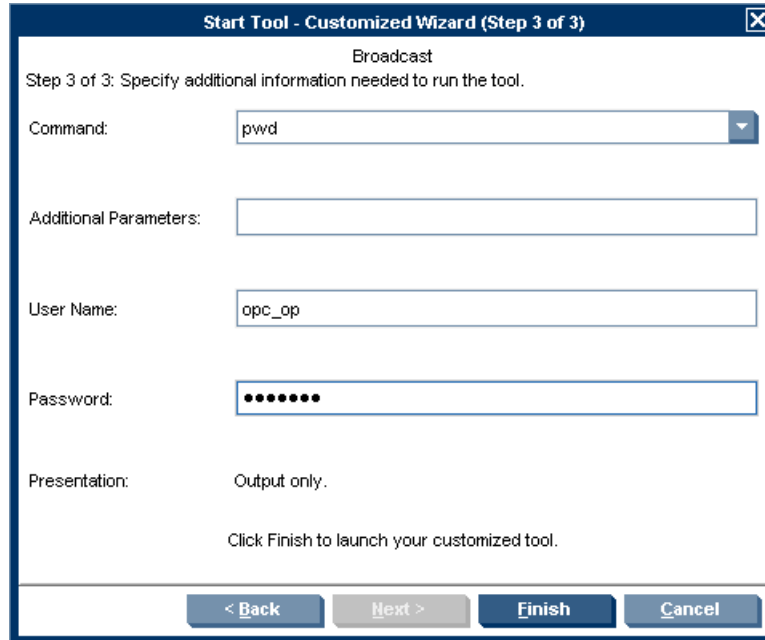 Start Tool - Customized Wizard (Step 3 of 3)
Broadcast
Step 3 of 3: Specify additional information needed to run the tool.
Command: pwd
Additional Parameters:
User Name: opc_op
Password: •••••••
Presentation: Output only.
Click Finish to launch your customized tool.
< Back Next > Finish Cancel